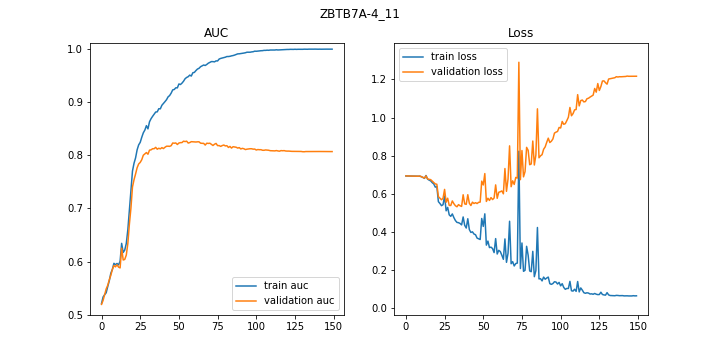 ZBTB7A-4_11
AUC
Loss
1.0
0.9
0.8
0.7
0.6
0.5
0 25 50 75 100 125 150
train auc
validation auc
1.2
1.0
0.8
0.6
0.4
0.2
0.0
0 25 50 75 100 125 150
train loss
validation loss